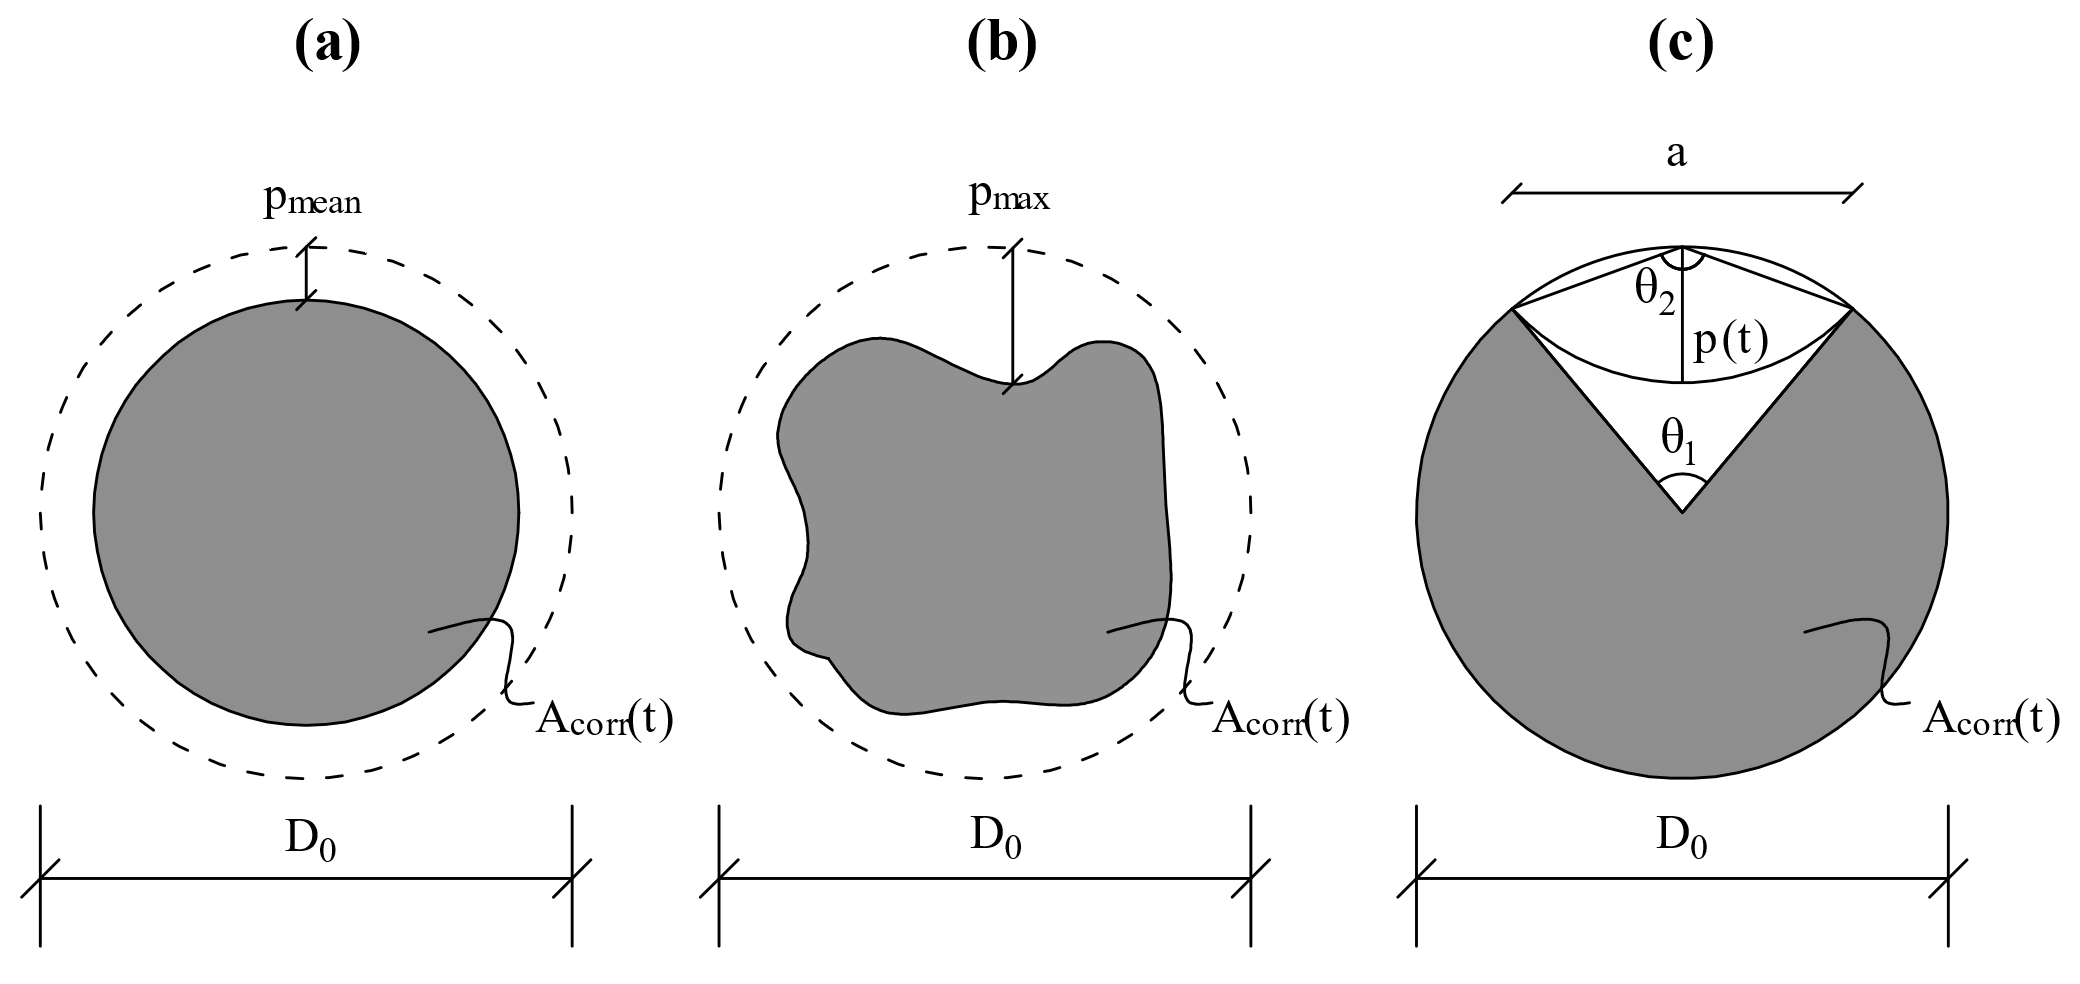 (a) (b) (c)
a
pmean pmax
θ2
p(t)
θ1
Acorr(t) Acorr(t) Acorr(t)
D0 D0 D0